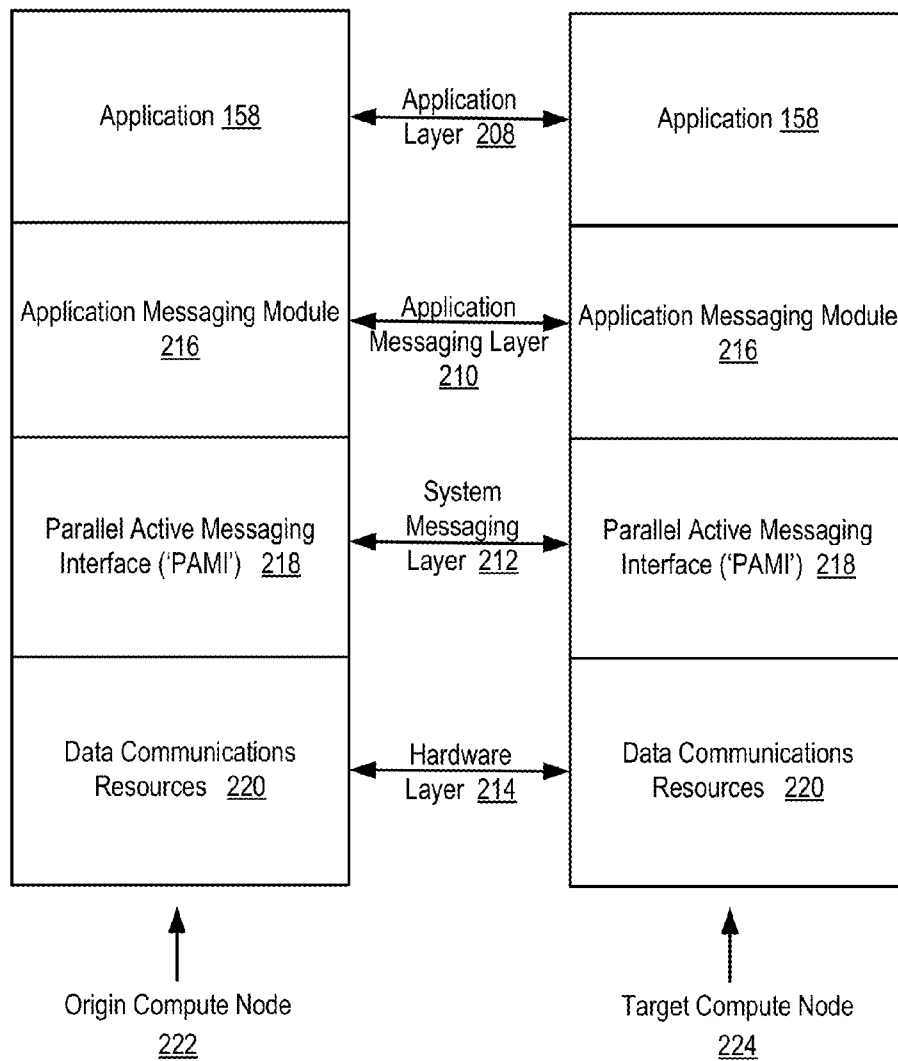 Application 158
Application
Layer 208
Application 158
Application Messaging Module
216
Application
Messaging Layer
210
Application Messaging Module
216
Parallel Active Messaging
Interface (‘PAMI’) 218
System
Messaging
Layer 212
Parallel Active Messaging
Interface (‘PAMI’) 218
Data Communications
Resources 220
Hardware
Layer 214
Data Communications
Resources 220
Origin Compute Node
222
Target Compute Node
224